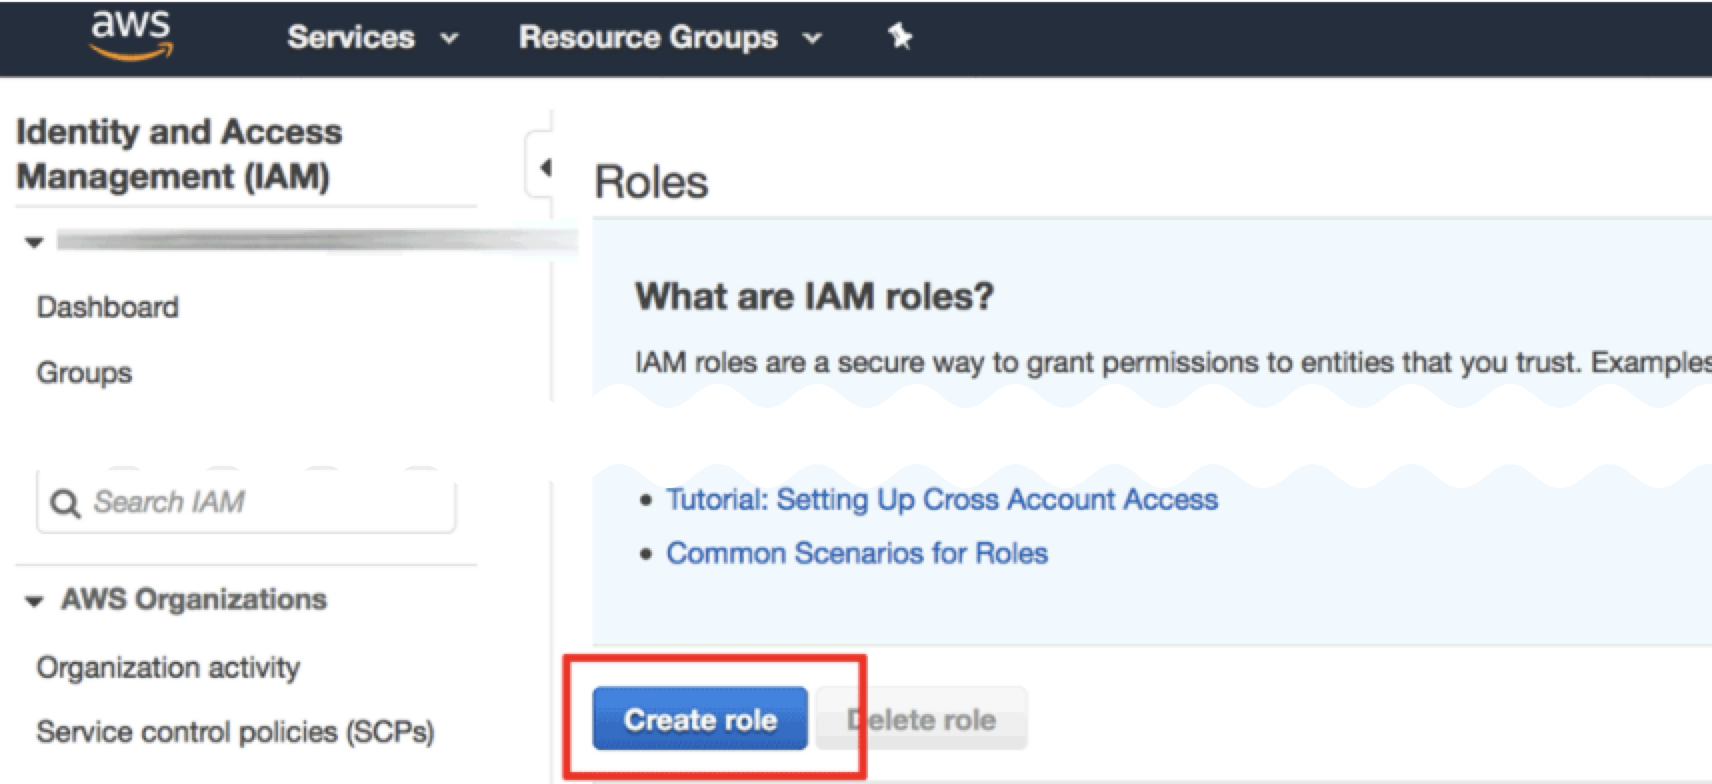 aws
Services
Resource Groups
Identity and Access
Management (IAM)
Dashboard
Groups
Search IAM
AWS Organizations
Organization activity
Service control policies (SCPs)
Roles
What are IAM roles?
IAM roles are a secure way to grant permissions to entities that you trust. Examples
Tutorial: Setting Up Cross Account Access
Common Scenarios for Roles
Create role
Delete role